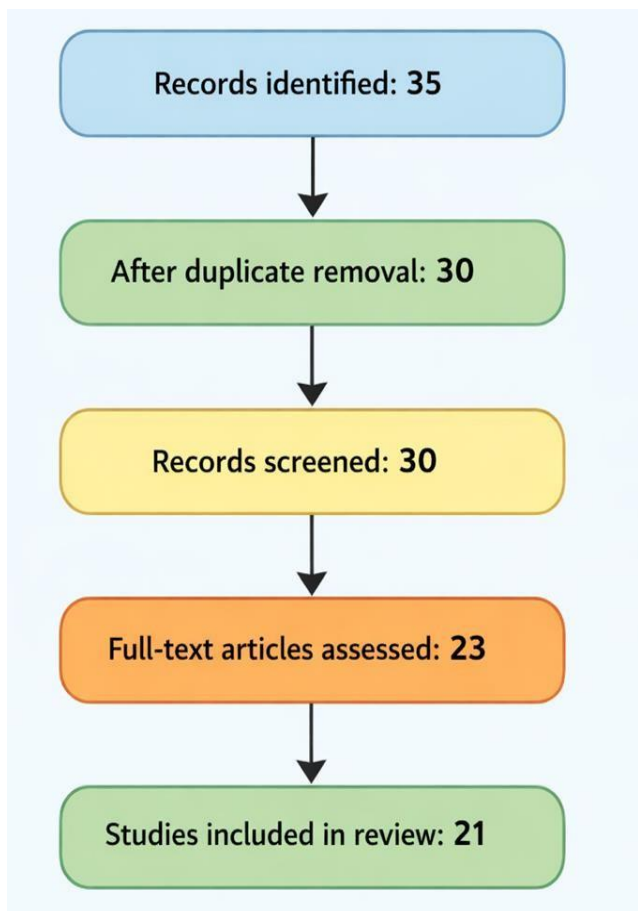 Records identified: 35
After duplicate removal: 30
Records screened: 30
Full-text articles assessed: 23
Studies included in review: 21